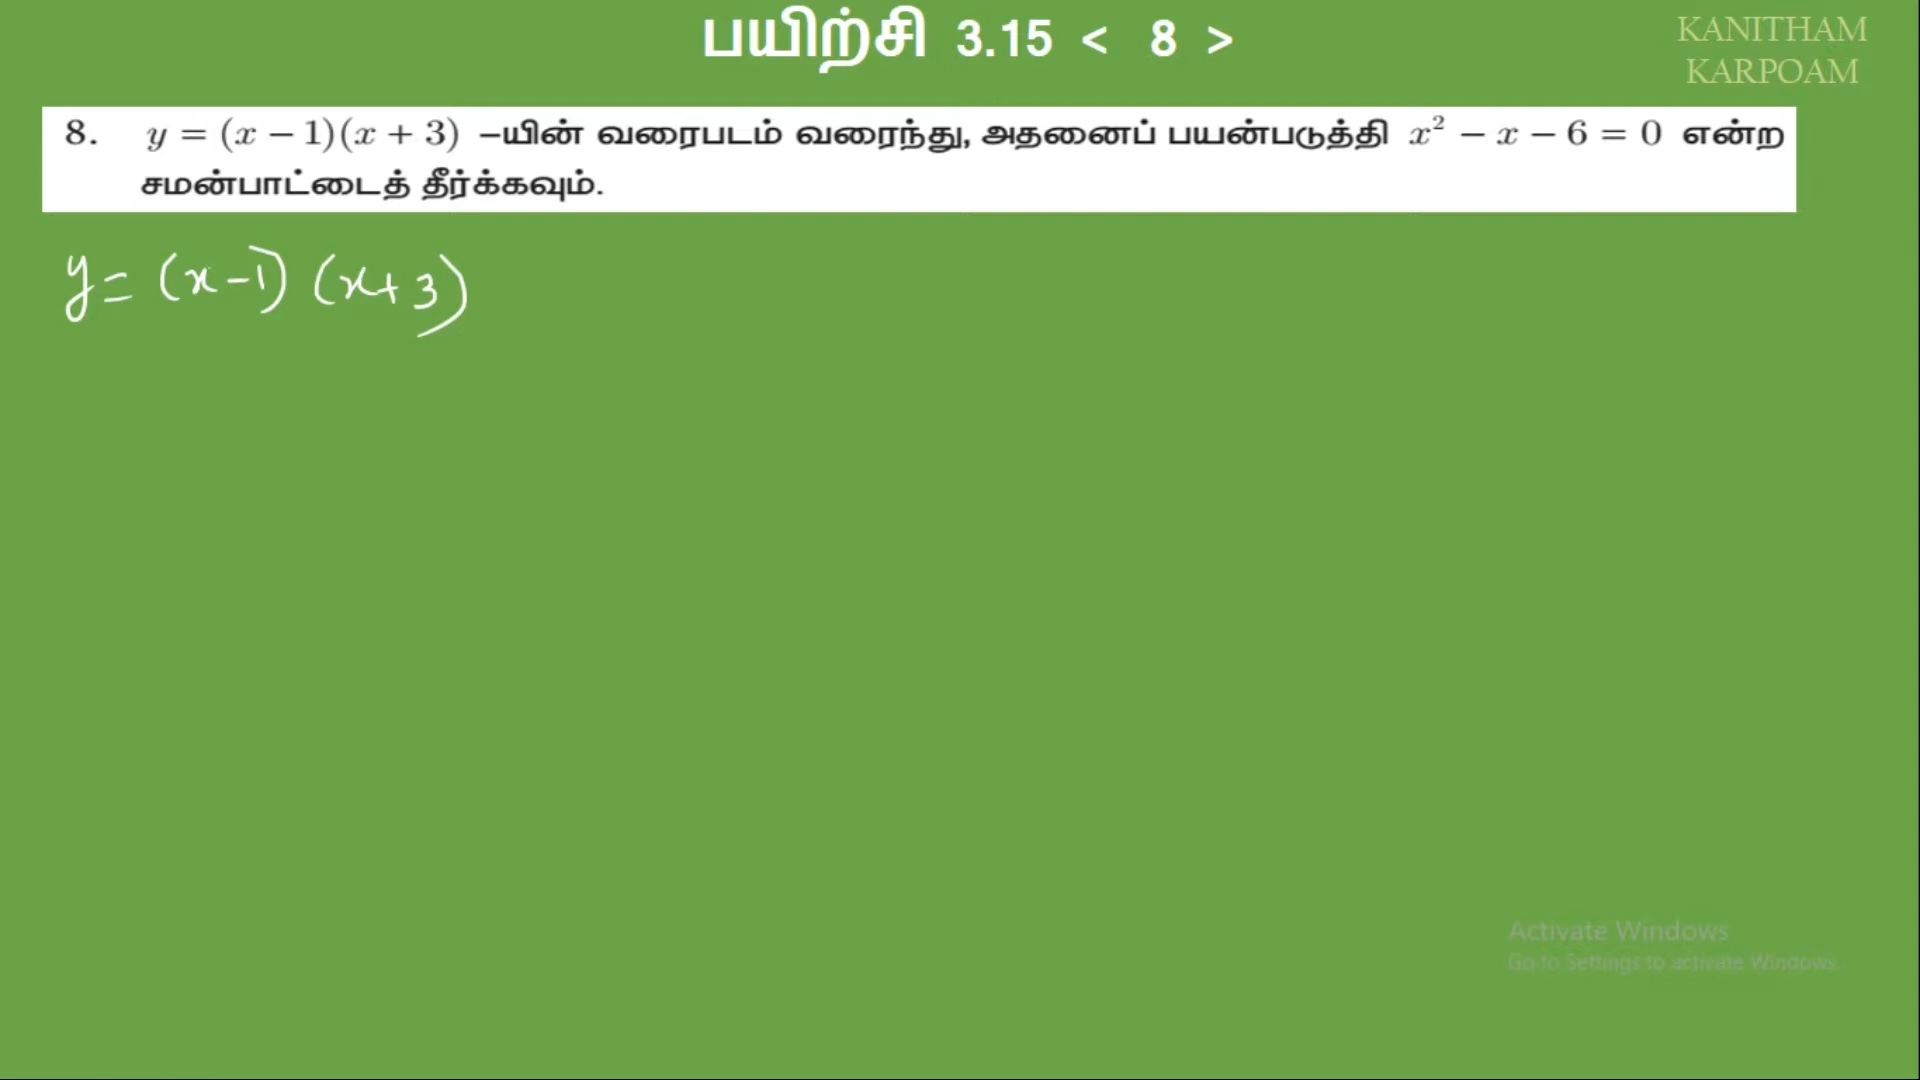 பயிற்சி 3.15 < 8 >
KANITHAM
KARPOAM
8. y = (x − 1)(x + 3) –யின் வரைபடம் வரைந்து, அதனைப் பயன்படுத்தி x² − x − 6 = 0 என்ற
சமன்பாட்டைத் தீர்க்கவும்.
y = (x-1) (x+3)
Activate Windows
Go to Settings to activate Windows.